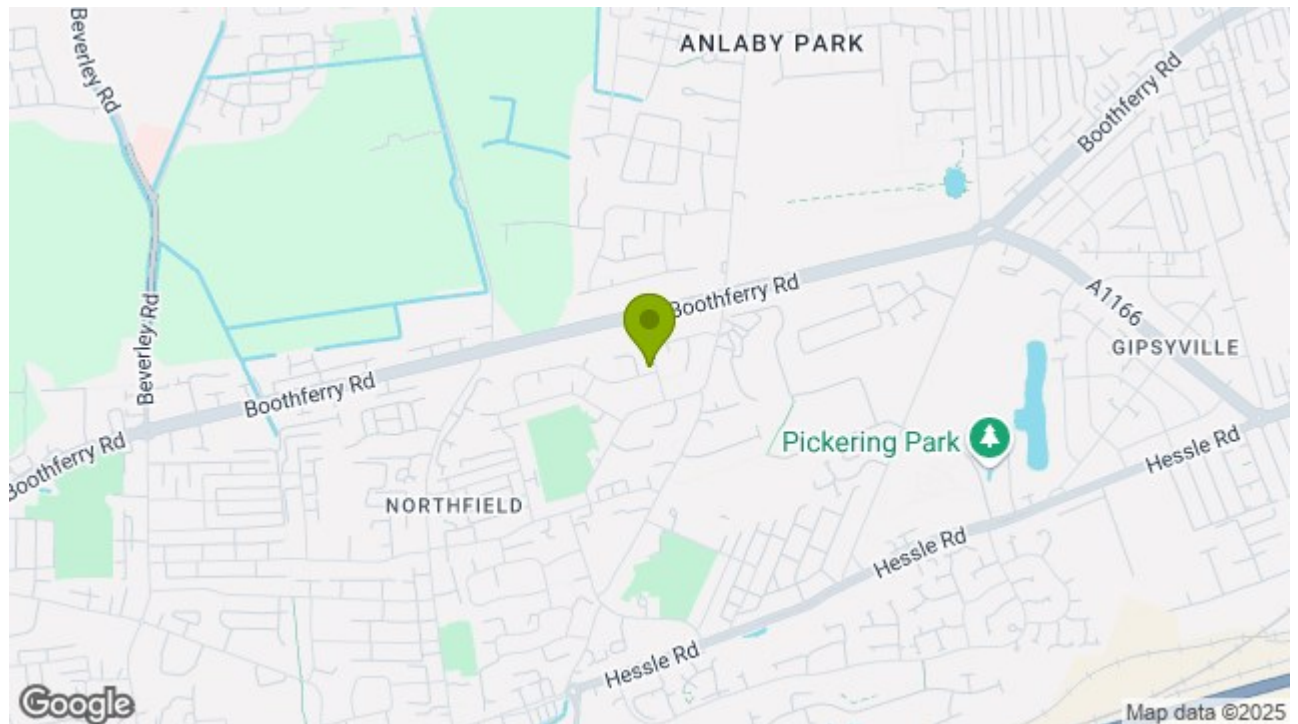 Beverley Rd
ANLABY PARK
Boothferry Rd
Boothferry Rd
A1166
GIPSYVILLE
Beverley Rd
Boothferry Rd
Boothferry Rd
Pickering Park
Hessle Rd
NORTHFIELD
Hessle Rd
Hessle Rd
Google
Map data ©2025